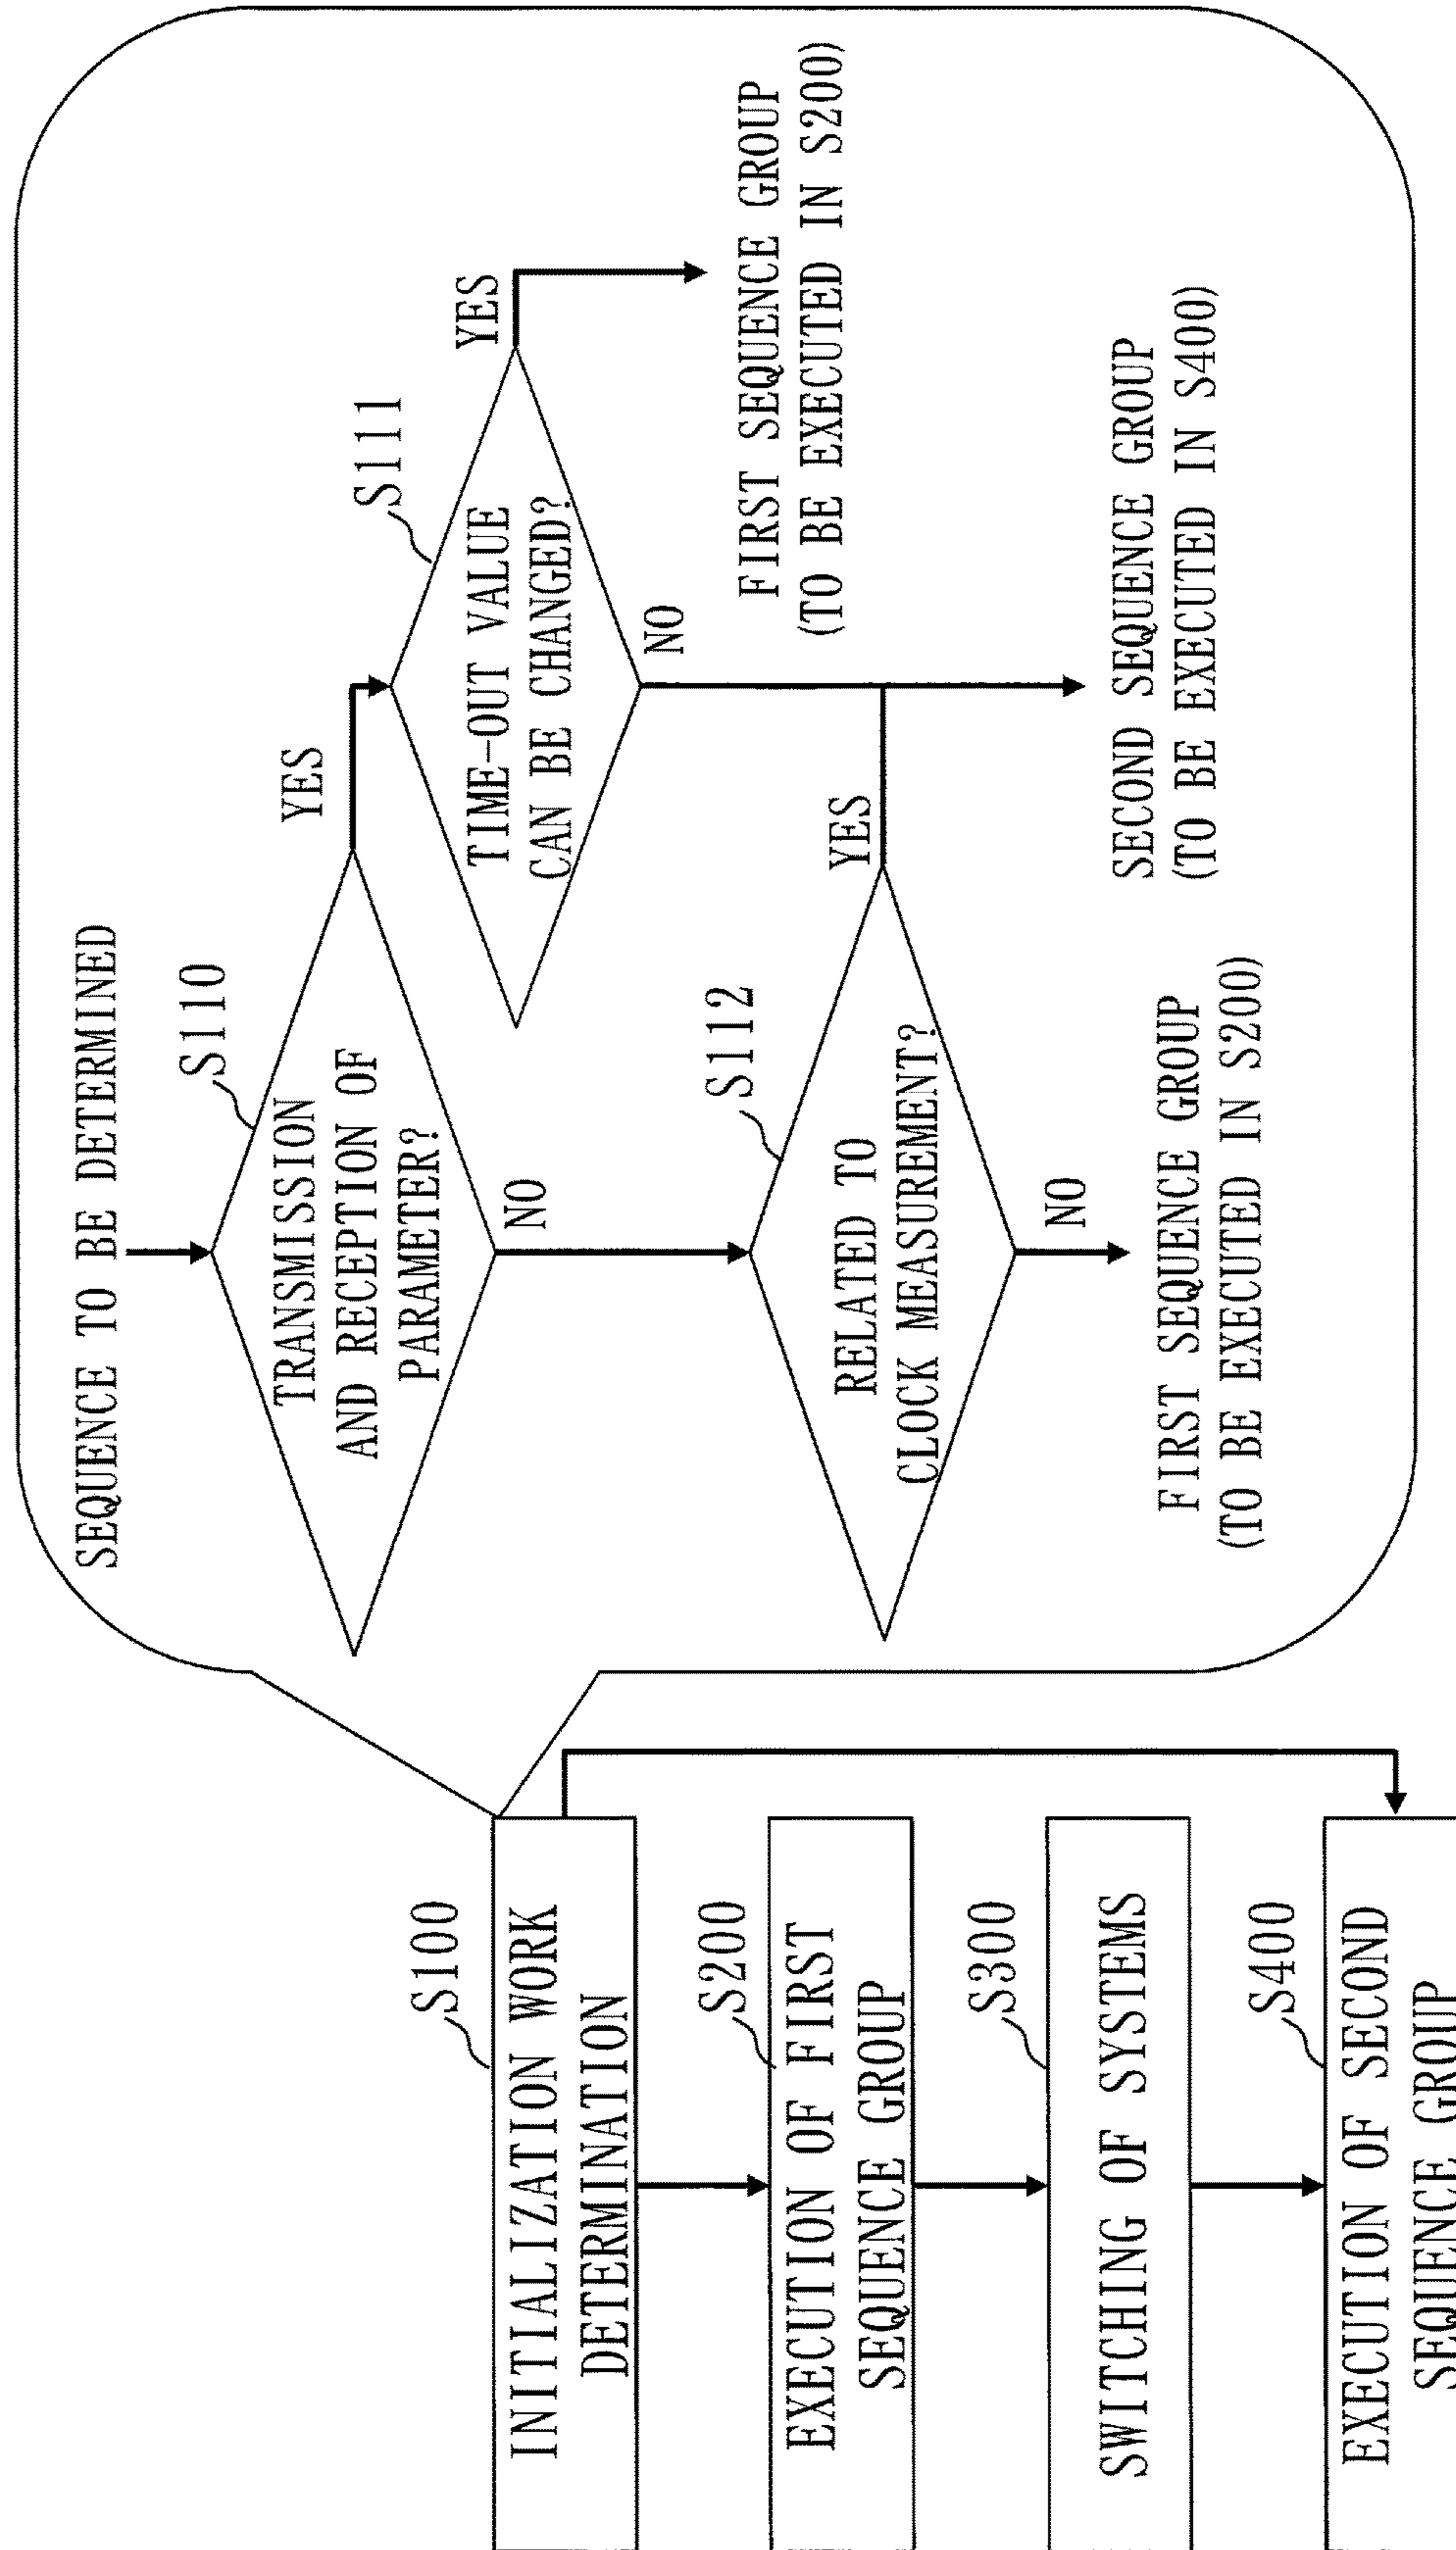 S100
INITIALIZATION WORK
DETERMINATION
S200
EXECUTION OF FIRST
SEQUENCE GROUP
S300
SWITCHING OF SYSTEMS
S400
EXECUTION OF SECOND
SEQUENCE GROUP
SEQUENCE TO BE DETERMINED
S110
TRANSMISSION
AND RECEPTION OF
PARAMETER?
YES
NO
S111
TIME-OUT VALUE
CAN BE CHANGED?
YES
NO
FIRST SEQUENCE GROUP
(TO BE EXECUTED IN S200)
S112
RELATED TO
CLOCK MEASUREMENT?
YES
NO
SECOND SEQUENCE GROUP
(TO BE EXECUTED IN S400)
FIRST SEQUENCE GROUP
(TO BE EXECUTED IN S200)